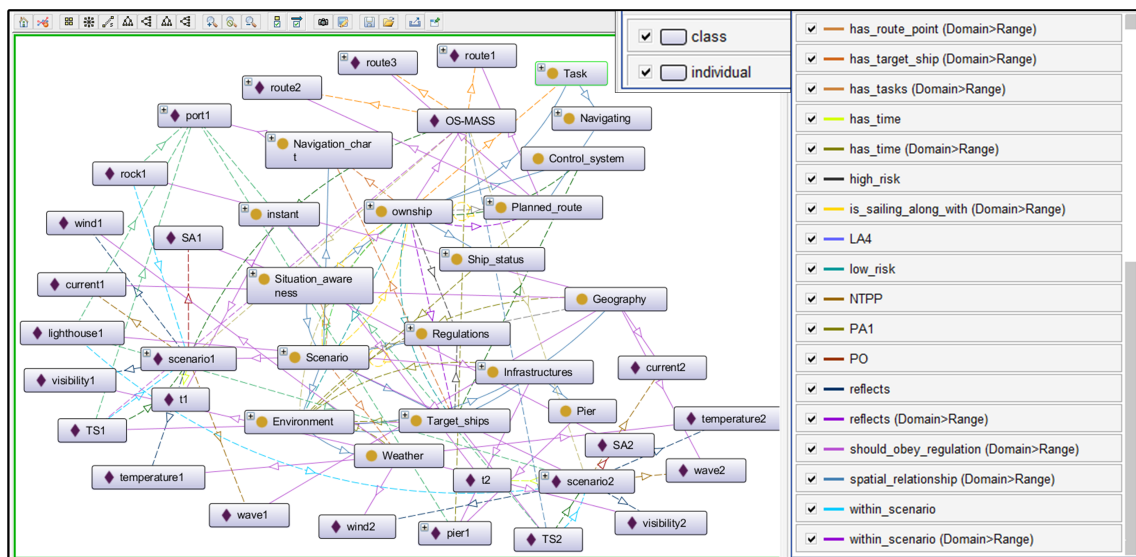 route3
route1
Task
route2
port1
OS-MASS
Navigating
Navigation_char
t
Control_system
rock1
wind1
instant
ownship
Planned_route
SA1
Ship_status
current1
Situation_aware
ness
Geography
lighthouse1
Regulations
scenario1
Scenario
Infrastructures
current2
visibility1
t1
Pier
temperature2
TS1
Environment
Target_ships
SA2
Weather
temperature1
t2
scenario2
wave2
wave1
wind2
pier1
TS2
visibility2
class
individual
has_route_point (Domain>Range)
has_target_ship (Domain>Range)
has_tasks (Domain>Range)
has_time
has_time (Domain>Range)
high_risk
is_sailing_along_with (Domain>Range)
LA4
low_risk
NTPP
PA1
PO
reflects
reflects (Domain>Range)
should_obey_regulation (Domain>Range)
spatial_relationship (Domain>Range)
within_scenario
within_scenario (Domain>Range)